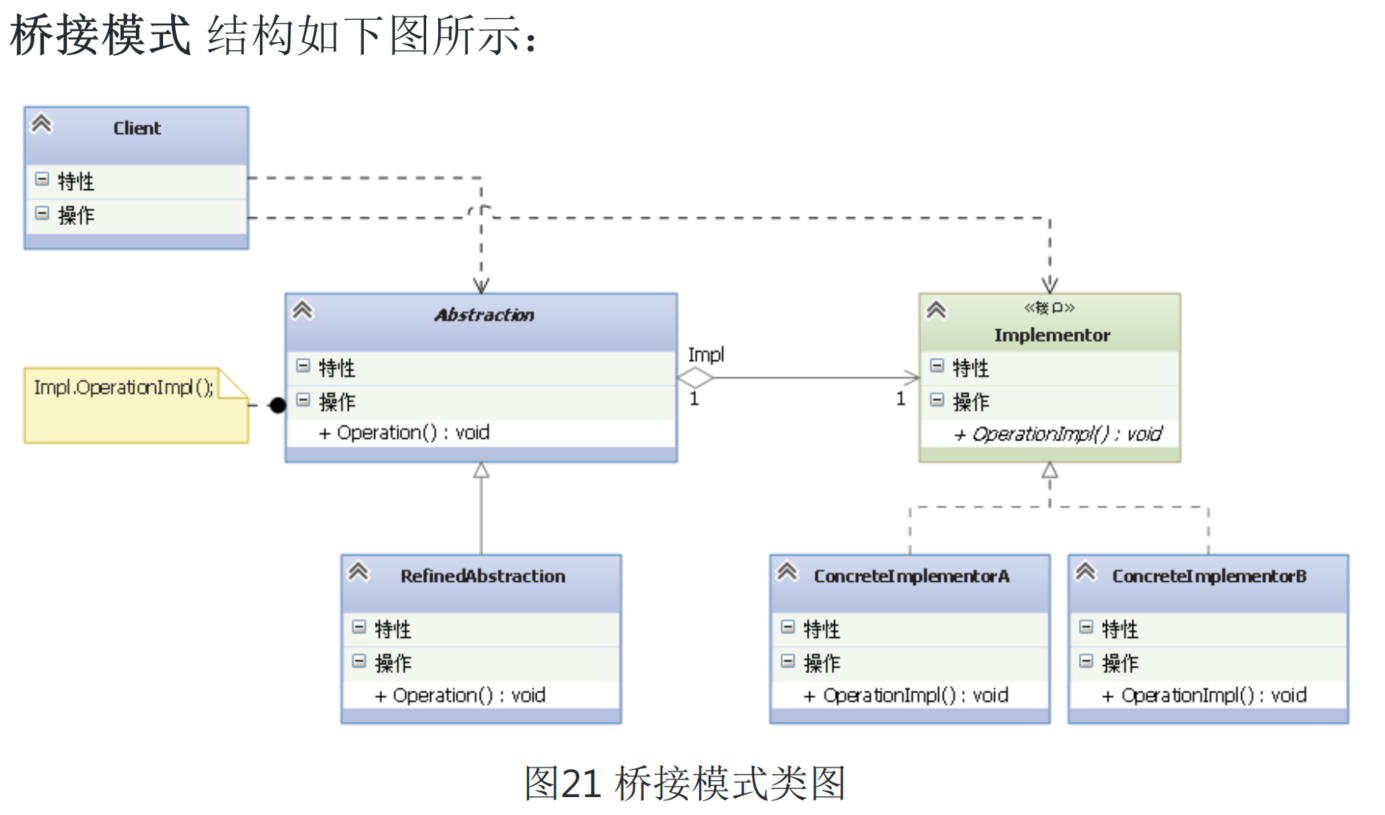 桥接模式 结构如下图所示：
Client
特性
操作
Abstraction
特性
操作
+ Operation() : void
Impl
1
1
«接口»
Implementor
特性
操作
+ OperationImpl() : void
Impl.OperationImpl();
RefinedAbstraction
特性
操作
+ Operation() : void
ConcreteImplementorA
特性
操作
+ OperationImpl() : void
ConcreteImplementorB
特性
操作
+ OperationImpl() : void
图21 桥接模式类图